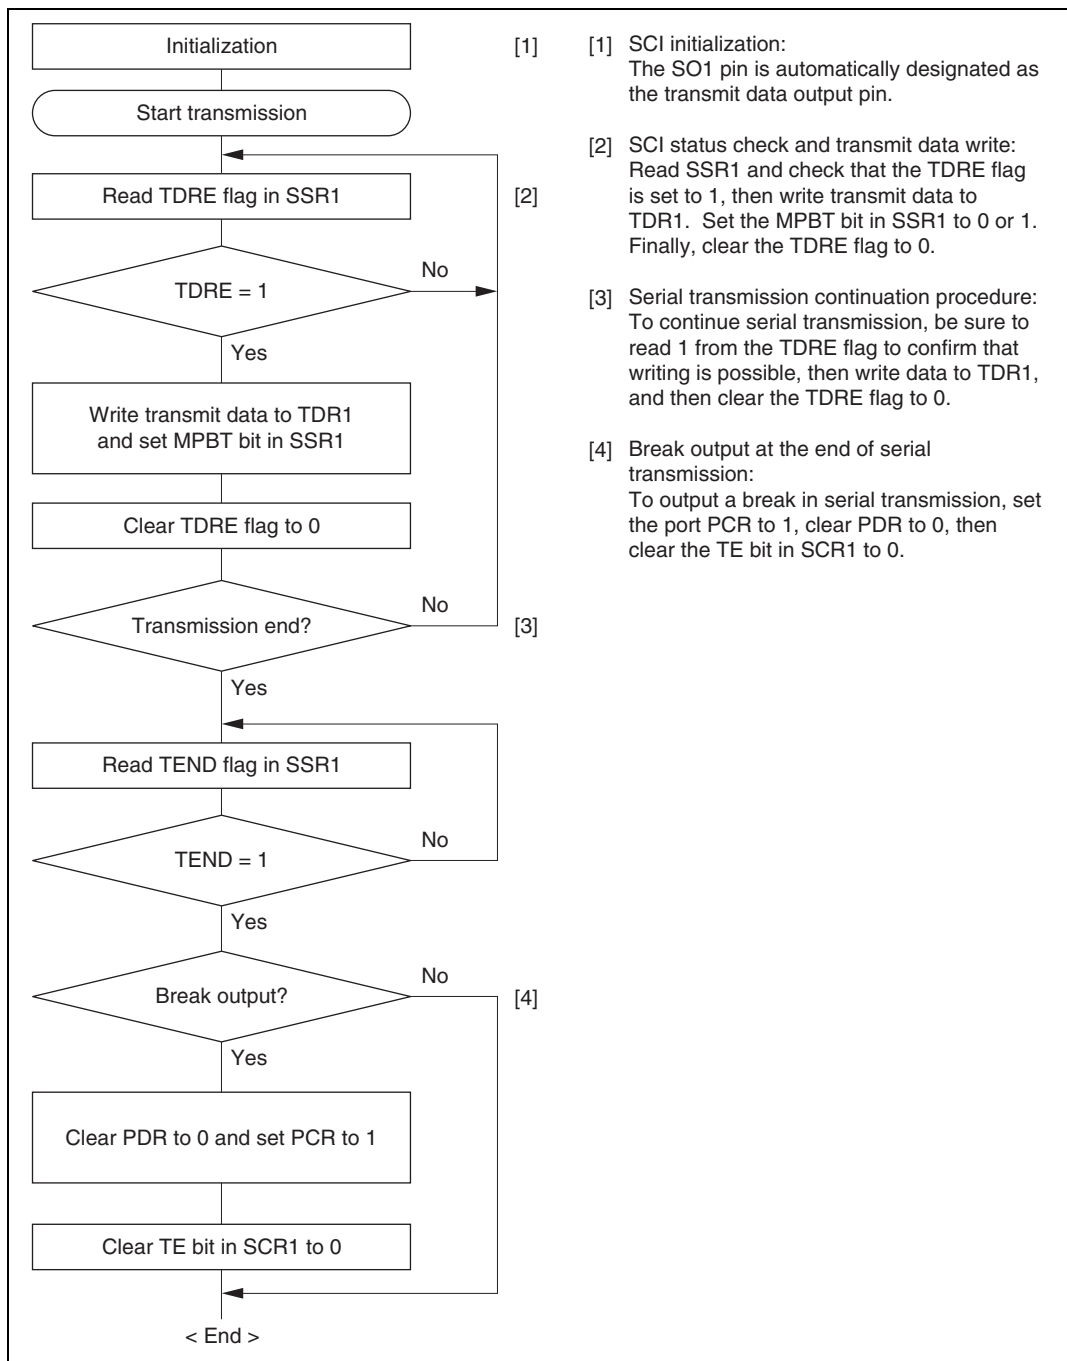 Initialization
[1]
Start transmission
Read TDRE flag in SSR1
[2]
No
TDRE = 1
Yes
Write transmit data to TDR1
and set MPBT bit in SSR1
Clear TDRE flag to 0
No
Transmission end?
[3]
Yes
Read TEND flag in SSR1
No
TEND = 1
Yes
No
Break output?
[4]
Yes
Clear PDR to 0 and set PCR to 1
Clear TE bit in SCR1 to 0
< End >
[1] SCI initialization:
The SO1 pin is automatically designated as
the transmit data output pin.
[2] SCI status check and transmit data write:
Read SSR1 and check that the TDRE flag
is set to 1, then write transmit data to
TDR1. Set the MPBT bit in SSR1 to 0 or 1.
Finally, clear the TDRE flag to 0.
[3] Serial transmission continuation procedure:
To continue serial transmission, be sure to
read 1 from the TDRE flag to confirm that
writing is possible, then write data to TDR1,
and then clear the TDRE flag to 0.
[4] Break output at the end of serial
transmission:
To output a break in serial transmission, set
the port PCR to 1, clear PDR to 0, then
clear the TE bit in SCR1 to 0.